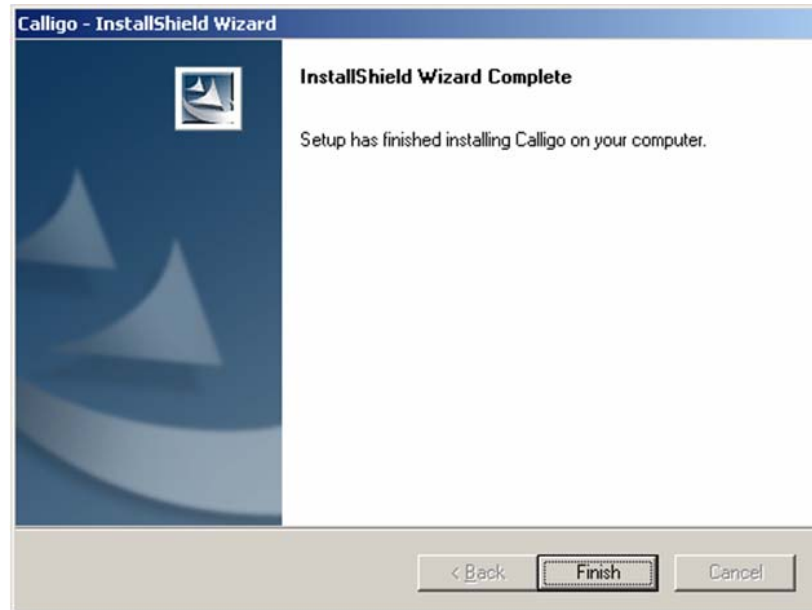 Calligo - InstallShield Wizard
InstallShield Wizard Complete
Setup has finished installing Calligo on your computer.
< Back Finish Cancel